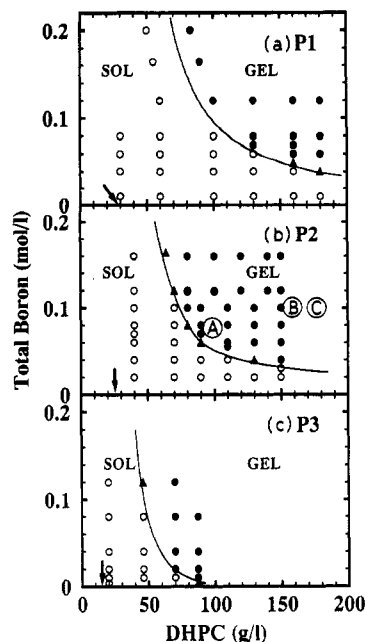 (a) P1
SOL
GEL
0.2
0.1
0
(b) P2
SOL
GEL
A
B
C
0.2
0.1
0
(c) P3
SOL
GEL
0.2
0.1
0
0 50 100 150 200
Total Boron (mol/l)
DHPC (g/l)